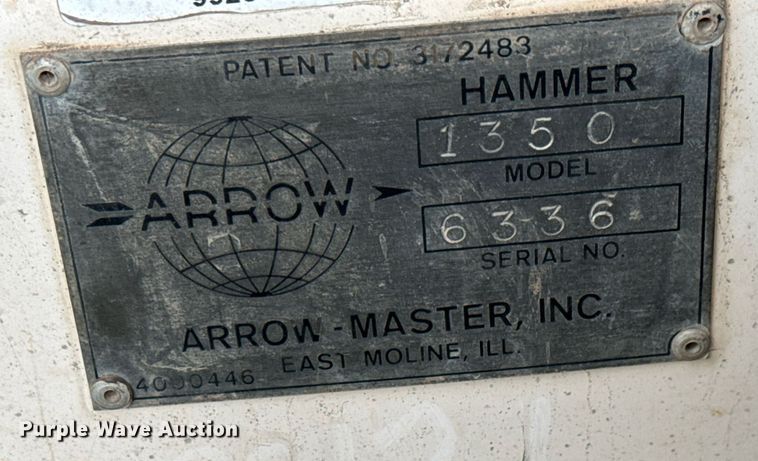 PATENT NO. 3172483
HAMMER
1350
MODEL
ARROW
6336
SERIAL NO.
ARROW-MASTER, INC.
EAST MOLINE, ILL.
4000446
Purple Wave Auction